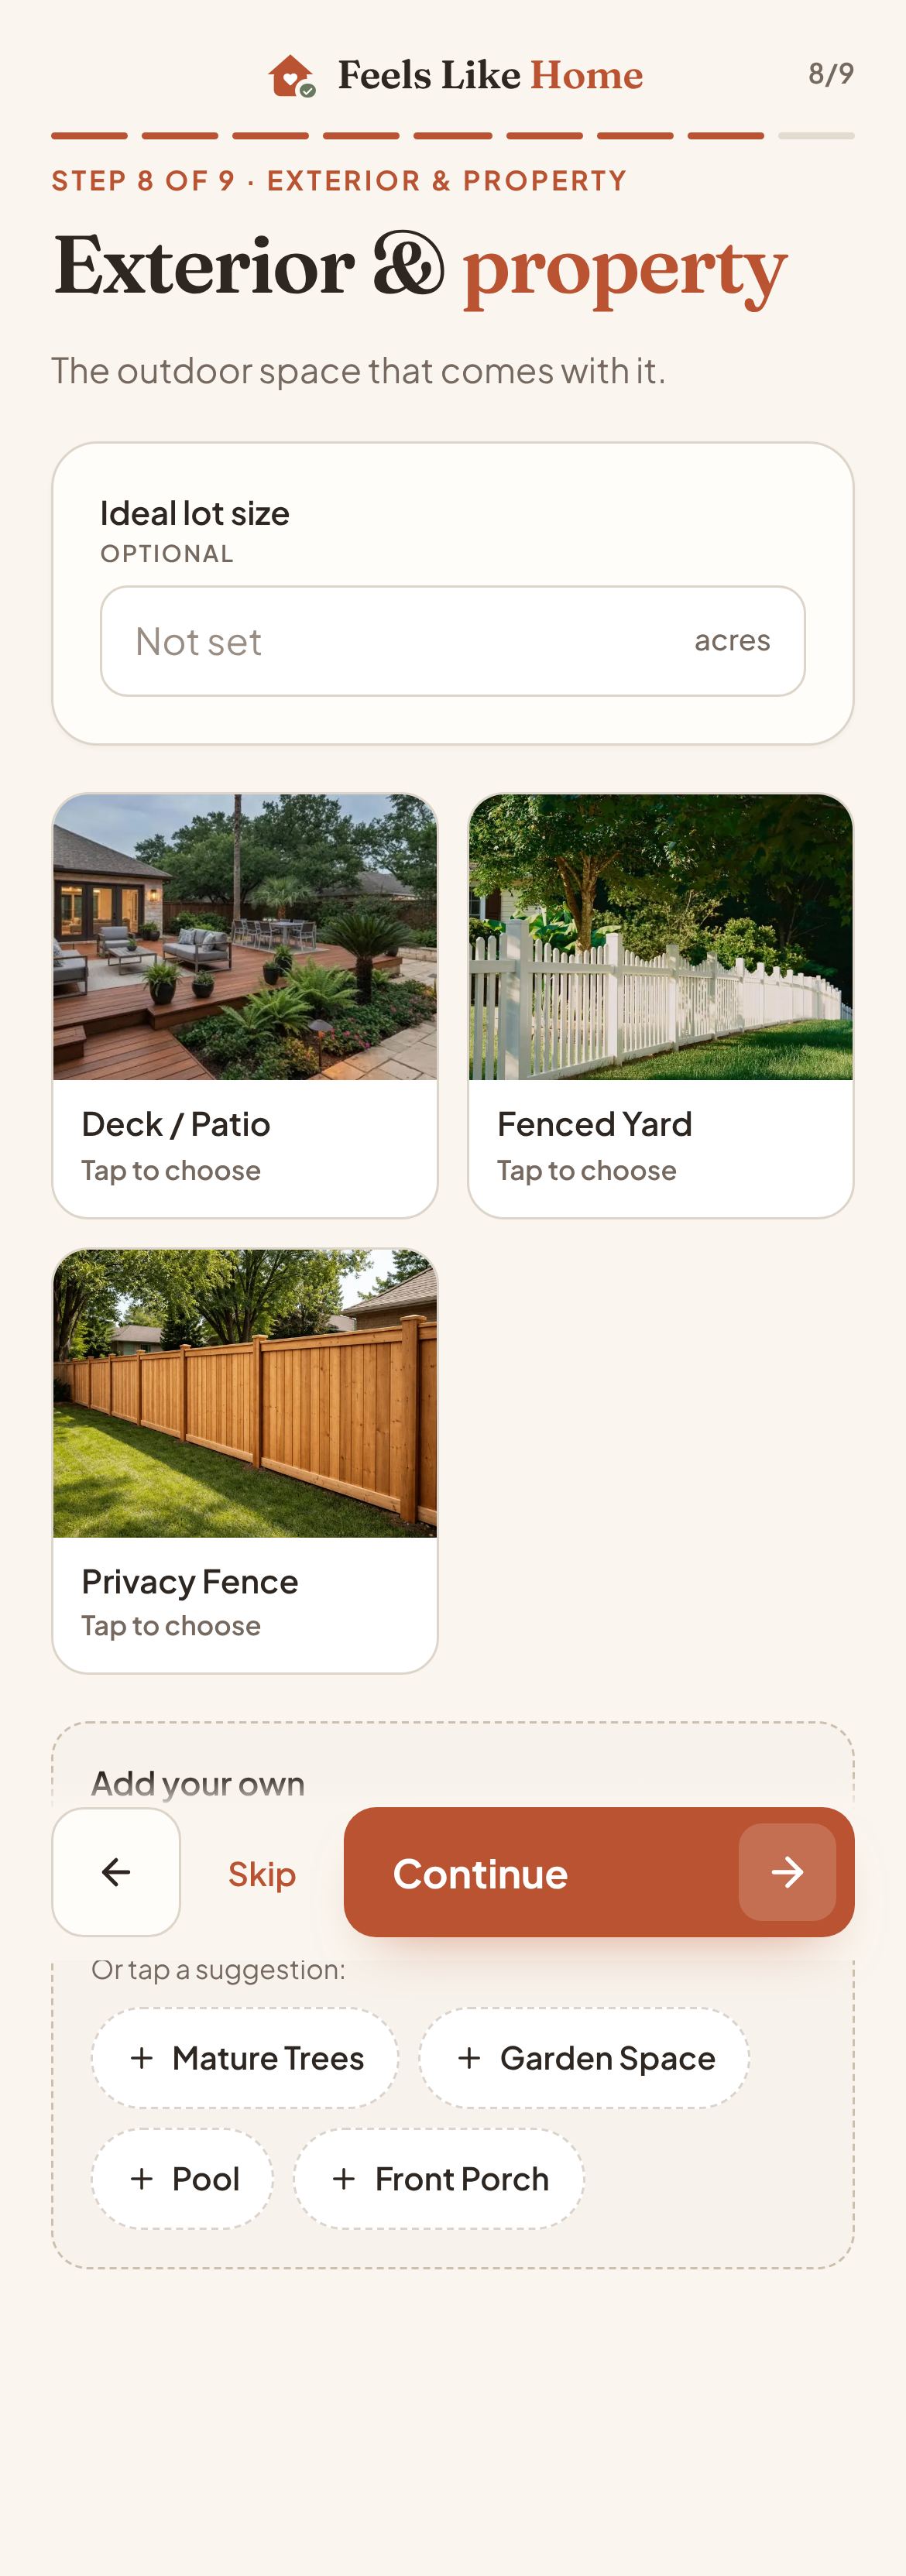 Feels Like Home
8/9
STEP 8 OF 9 · EXTERIOR & PROPERTY
Exterior & property
The outdoor space that comes with it.
Ideal lot size
OPTIONAL
Not set
acres
Deck / Patio
Tap to choose
Fenced Yard
Tap to choose
Privacy Fence
Tap to choose
Add your own
Skip
Continue
Or tap a suggestion:
+ Mature Trees
+ Garden Space
+ Pool
+ Front Porch